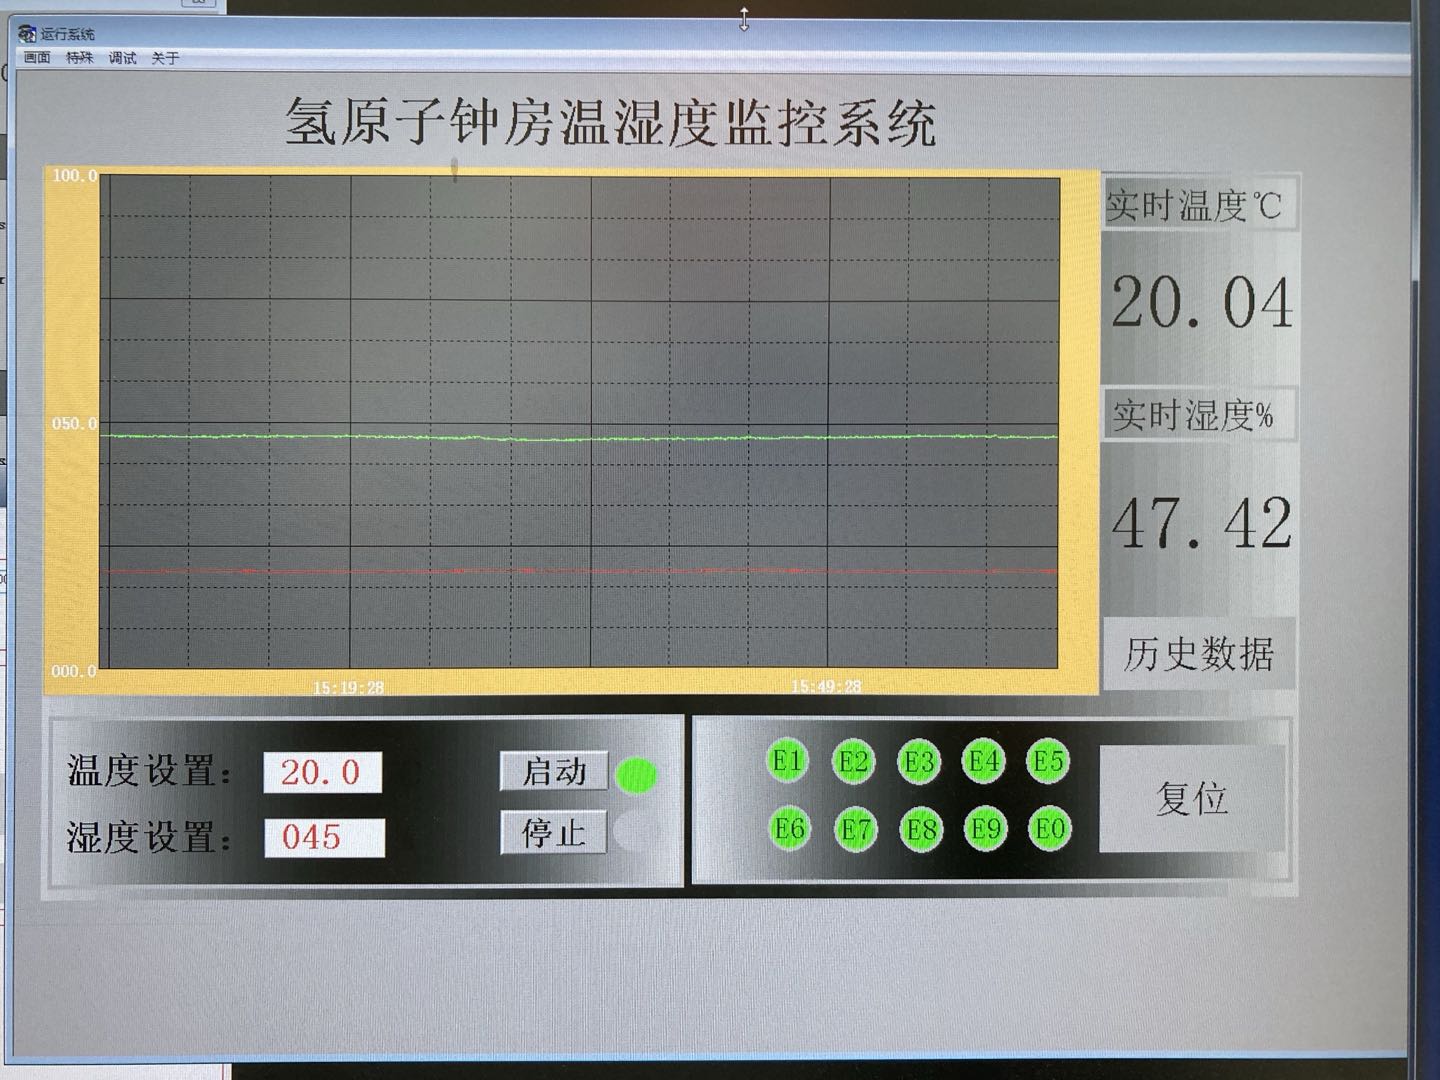 运行系统
画面 特殊 调试 关于
氢原子钟房温湿度监控系统
100.0
050.0
000.0
15:19:28 15:49:28
实时温度℃
20.04
实时湿度%
47.42
历史数据
温度设置： 20.0 启动
湿度设置： 045 停止
E1 E2 E3 E4 E5
E6 E7 E8 E9 E0
复位